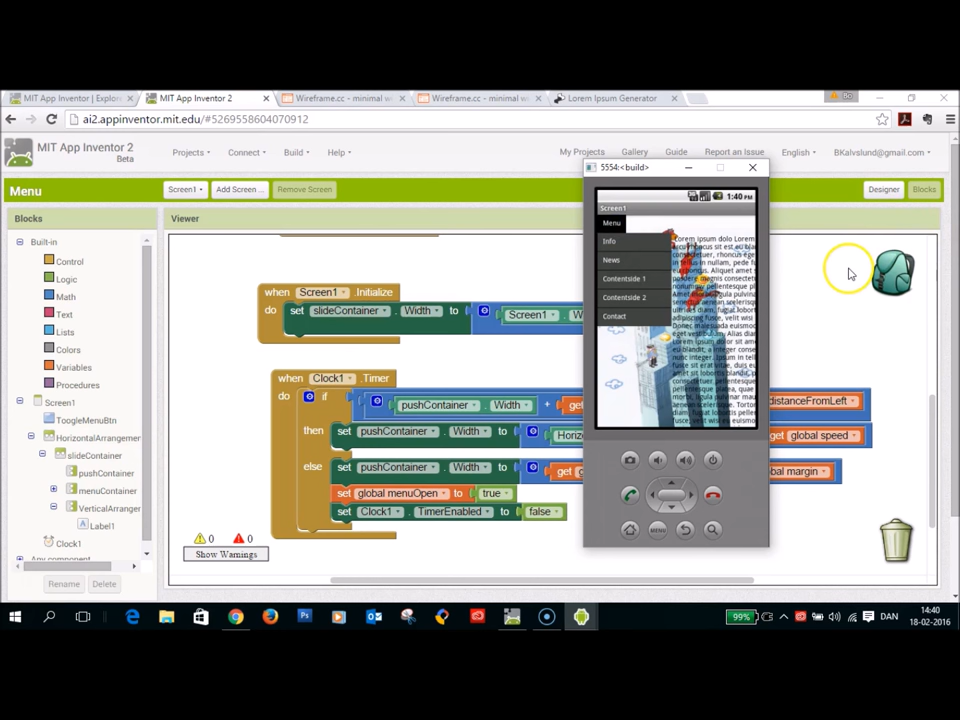 MIT App Inventor | Explore
MIT App Inventor 2
Wireframe.cc - minimal w
Wireframe.cc - minimal w
Lorem Ipsum Generator
Bo
ai2.appinventor.mit.edu/#5269558604070912
MIT App Inventor 2
Beta
Projects
Connect
Build
Help
My Projects
Gallery
Guide
Report an Issue
English
BKalvslund@gmail.com
Menu
Screen1
Add Screen ...
Remove Screen
Designer
Blocks
Blocks
Viewer
Built-in
Control
Logic
Math
Text
Lists
Colors
Variables
Procedures
Screen1
ToogleMenuBtn
HorizontalArrangeme
slideContainer
pushContainer
menuContainer
VerticalArranger
Label1
Clock1
Rename
Delete
when Screen1 .Initialize
do set slideContainer . Width to Screen1 . W
when Clock1 .Timer
do if pushContainer . Width + get distanceFromLeft
then set pushContainer . Width to Horiz get global speed
else set pushContainer . Width to get bal margin
set global menuOpen to true
set Clock1 . TimerEnabled to false
0 0
Show Warnings
5554:<build>
1:40 PM
Screen1
Menu
Info
News
Contentside 1
Contentside 2
Contact
MENU
99%
DAN
14:40
18-02-2016